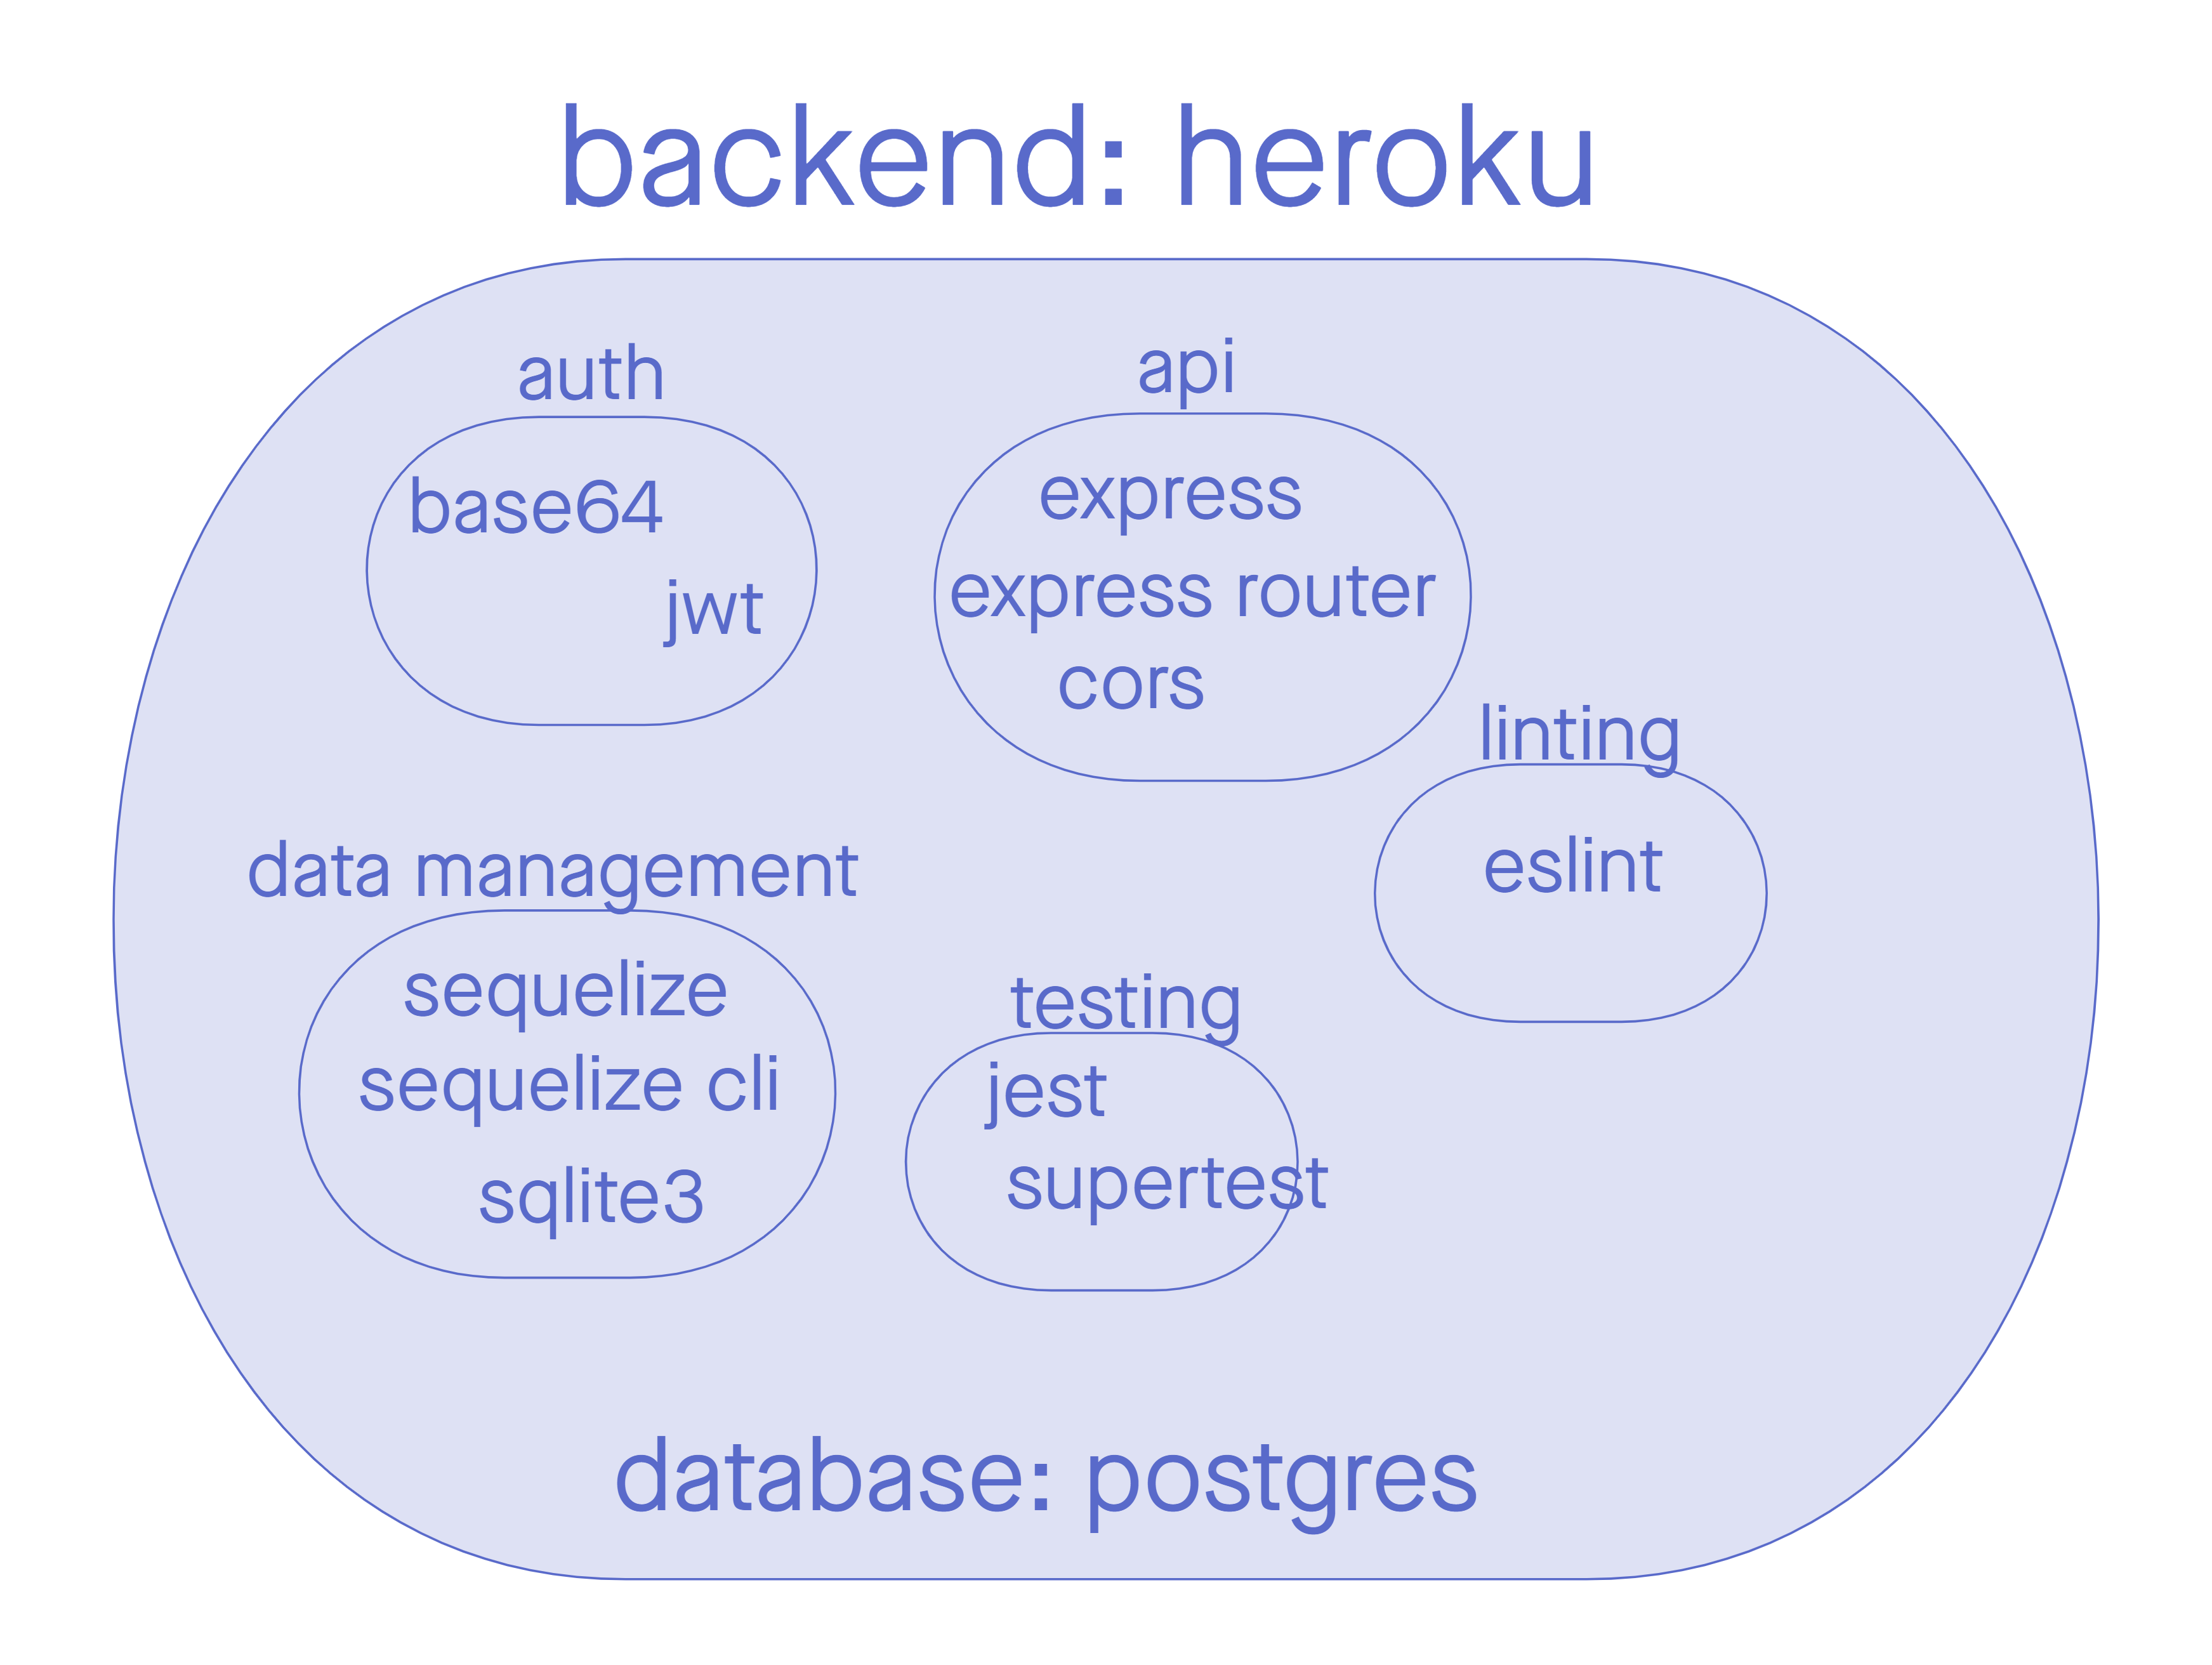 backend: heroku
auth
base64
jwt
api
express
express router
cors
linting
eslint
data management
sequelize
sequelize cli
sqlite3
testing
jest
supertest
database: postgres